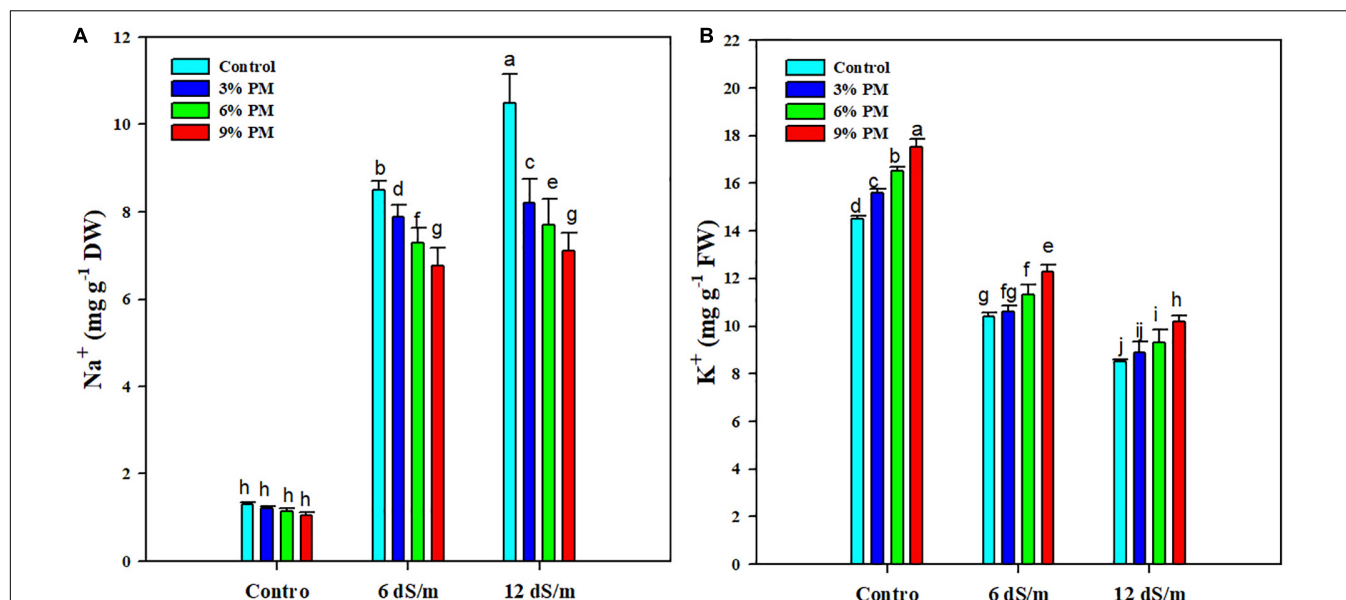 A
Na+ (mg g-1 DW)
12
10
8
6
4
2
0
Control
3% PM
6% PM
9% PM
h
h
h
h
b
d
f
g
a
c
e
g
Contro
6 dS/m
12 dS/m
B
K+ (mg g-1 FW)
22
20
18
16
14
12
10
8
6
4
2
0
Control
3% PM
6% PM
9% PM
d
c
b
a
g
fg
f
e
j
ij
i
h
Contro
6 dS/m
12 dS/m